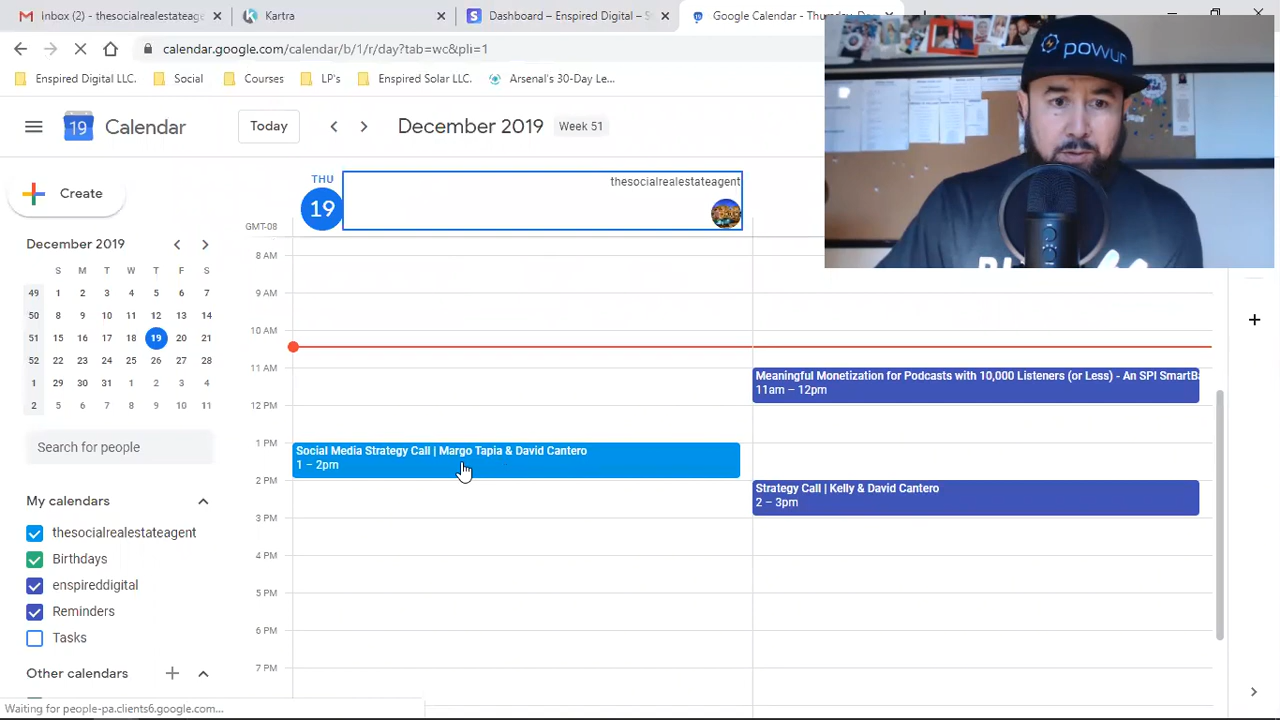 Inbox (2) - thesocialrealesteag
Kartra
Dashboard – Enspired Digital – S
Google Calendar - Thursday, De
calendar.google.com/calendar/b/1/r/day?tab=wc&pli=1
Enspired Digital LLC.
Social
Courses
LP's
Enspired Solar LLC.
Arsenal's 30-Day Le...
powur
19
Calendar
Today
December 2019
Week 51
Create
THU
19
thesocialrealestateagent
GMT-08
December 2019
S M T W T F S
49 1 2 3 4 5 6 7
50 8 9 10 11 12 13 14
51 15 16 17 18 19 20 21
52 22 23 24 25 26 27 28
1 29 30 31 1 2 3 4
2 5 6 7 8 9 10 11
Search for people
My calendars
thesocialrealestateagent
Birthdays
enspireddigital
Reminders
Tasks
Other calendars
8 AM
9 AM
10 AM
11 AM
12 PM
1 PM
2 PM
3 PM
4 PM
5 PM
6 PM
7 PM
Meaningful Monetization for Podcasts with 10,000 Listeners (or Less) - An SPI SmartBa
11am – 12pm
Social Media Strategy Call | Margo Tapia & David Cantero
1 – 2pm
Strategy Call | Kelly & David Cantero
2 – 3pm
Waiting for people-pa.clients6.google.com...